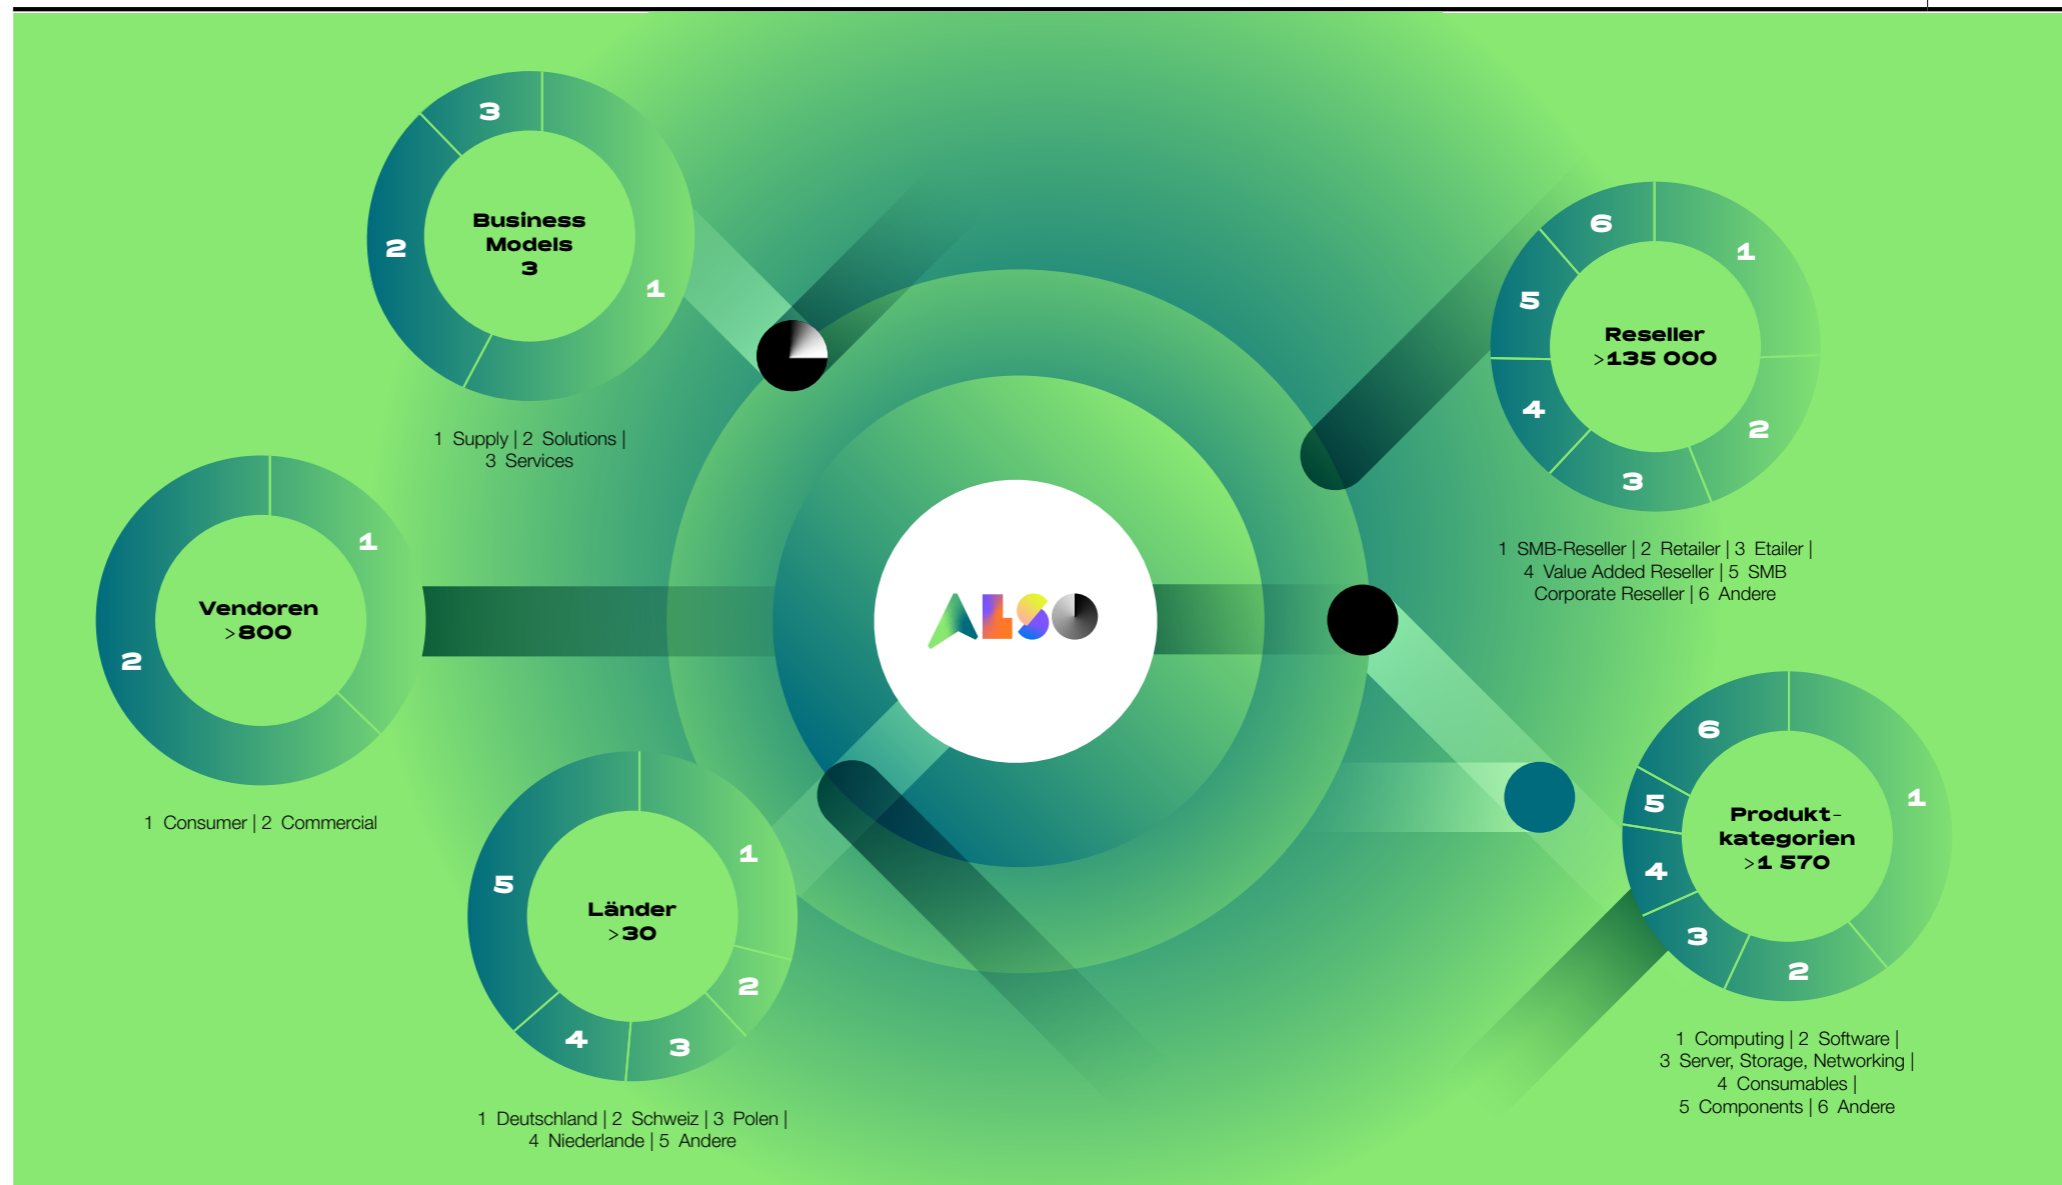 3
2
1
Business
Models
3
1 Supply | 2 Solutions |
3 Services
1
2
Vendoren
>800
1 Consumer | 2 Commercial
1
2
3
4
5
Länder
>30
1 Deutschland | 2 Schweiz | 3 Polen |
4 Niederlande | 5 Andere
ALSO
6
1
5
4
2
3
Reseller
>135 000
1 SMB-Reseller | 2 Retailer | 3 Etailer |
4 Value Added Reseller | 5 SMB
Corporate Reseller | 6 Andere
6
1
5
4
3
2
Produkt-
kategorien
>1 570
1 Computing | 2 Software |
3 Server, Storage, Networking |
4 Consumables |
5 Components | 6 Andere